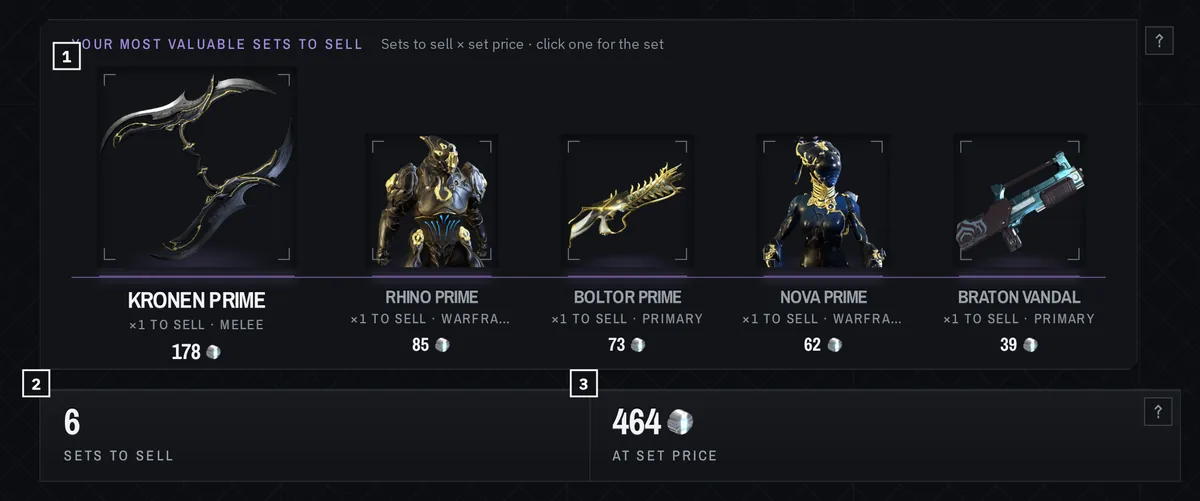 1
YOUR MOST VALUABLE SETS TO SELL Sets to sell × set price · click one for the set
?
KRONEN PRIME
×1 TO SELL · MELEE
178
RHINO PRIME
×1 TO SELL · WARFRA...
85
BOLTOR PRIME
×1 TO SELL · PRIMARY
73
NOVA PRIME
×1 TO SELL · WARFRA...
62
BRATON VANDAL
×1 TO SELL · PRIMARY
39
2
6
SETS TO SELL
3
464
AT SET PRICE
?